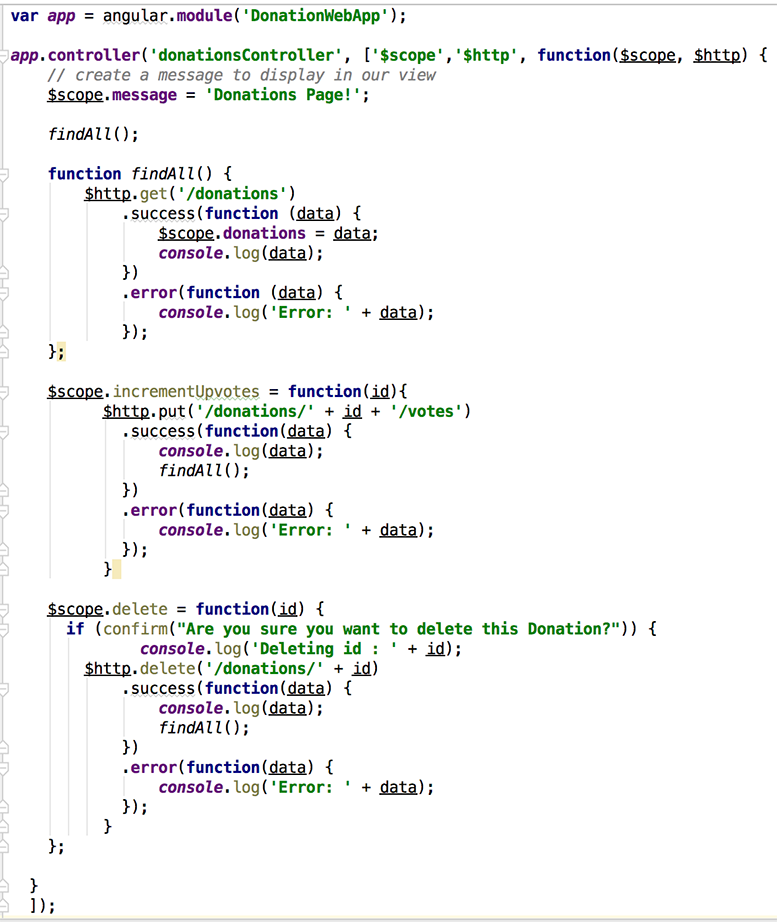 var app = angular.module('DonationWebApp');
app.controller('donationsController', ['$scope','$http', function($scope, $http) {
// create a message to display in our view
$scope.message = 'Donations Page!';
findAll();
function findAll() {
$http.get('/donations')
.success(function (data) {
$scope.donations = data;
console.log(data);
})
.error(function (data) {
console.log('Error: ' + data);
});
};
$scope.incrementUpvotes = function(id){
$http.put('/donations/' + id + '/votes')
.success(function(data) {
console.log(data);
findAll();
})
.error(function(data) {
console.log('Error: ' + data);
});
}
$scope.delete = function(id) {
if (confirm("Are you sure you want to delete this Donation?")) {
console.log('Deleting id : ' + id);
$http.delete('/donations/' + id)
.success(function(data) {
console.log(data);
findAll();
})
.error(function(data) {
console.log('Error: ' + data);
});
}
};
}
]);